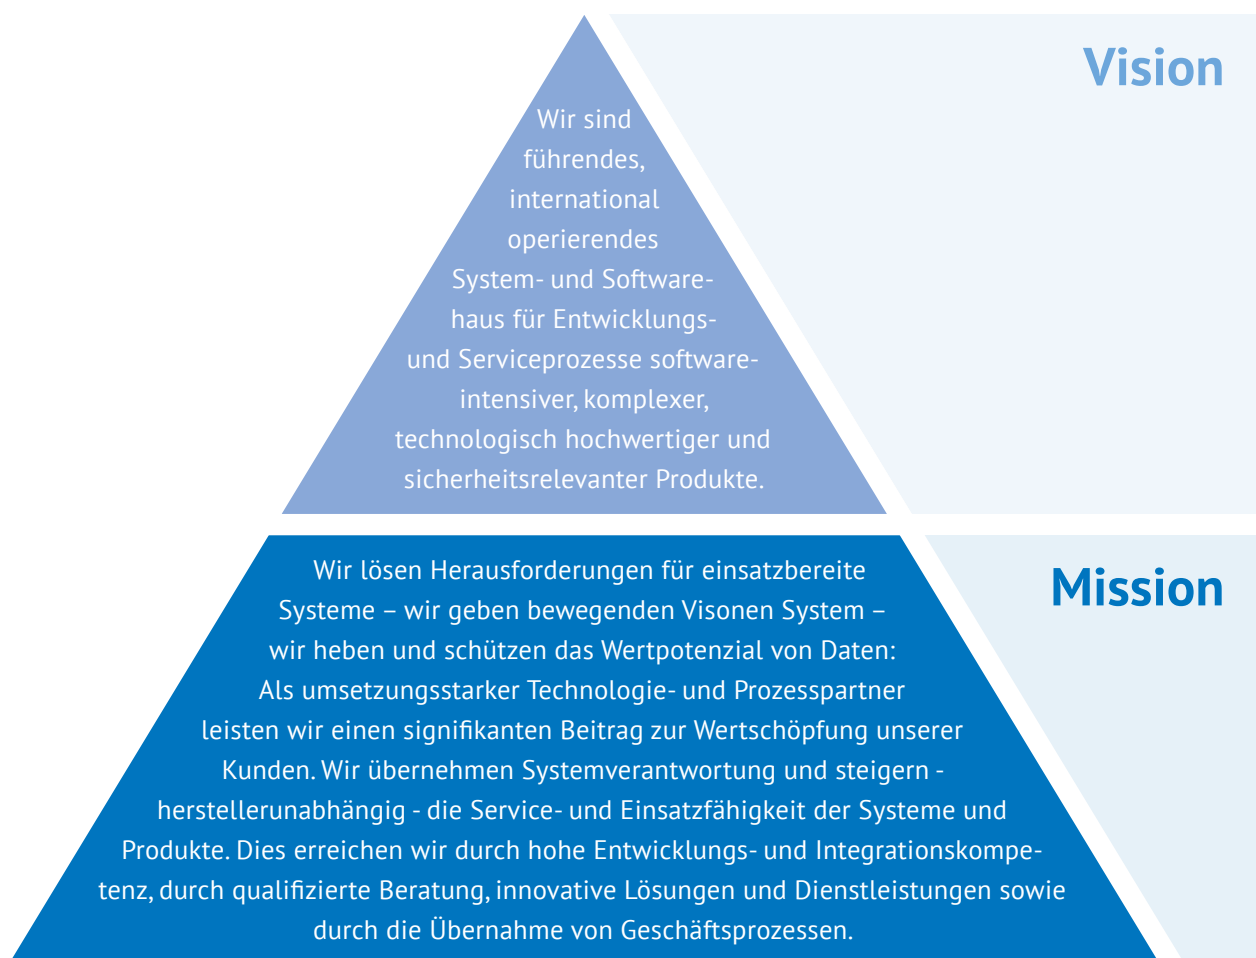 Vision
Wir sind
führendes,
international
operierendes
System- und Software-
haus für Entwicklungs-
und Serviceprozesse software-
intensiver, komplexer,
technologisch hochwertiger und
sicherheitsrelevanter Produkte.
Mission
Wir lösen Herausforderungen für einsatzbereite
Systeme – wir geben bewegenden Visonen System –
wir heben und schützen das Wertpotenzial von Daten:
Als umsetzungsstarker Technologie- und Prozesspartner
leisten wir einen signifikanten Beitrag zur Wertschöpfung unserer
Kunden. Wir übernehmen Systemverantwortung und steigern -
herstellerunabhängig - die Service- und Einsatzfähigkeit der Systeme und
Produkte. Dies erreichen wir durch hohe Entwicklungs- und Integrationskompe-
tenz, durch qualifizierte Beratung, innovative Lösungen und Dienstleistungen sowie
durch die Übernahme von Geschäftsprozessen.